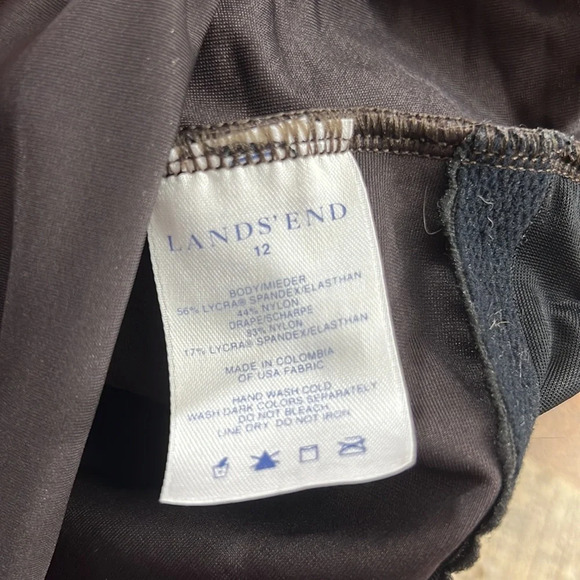 LANDS' END
12
BODY/MIEDER
56% LYCRA® SPANDEX/ELASTHAN
44% NYLON
DRAPE/SCHARPE
83% NYLON
17% LYCRA® SPANDEX/ELASTHAN
MADE IN COLOMBIA
OF USA FABRIC
HAND WASH COLD
WASH DARK COLORS SEPARATELY
DO NOT BLEACH
LINE DRY DO NOT IRON